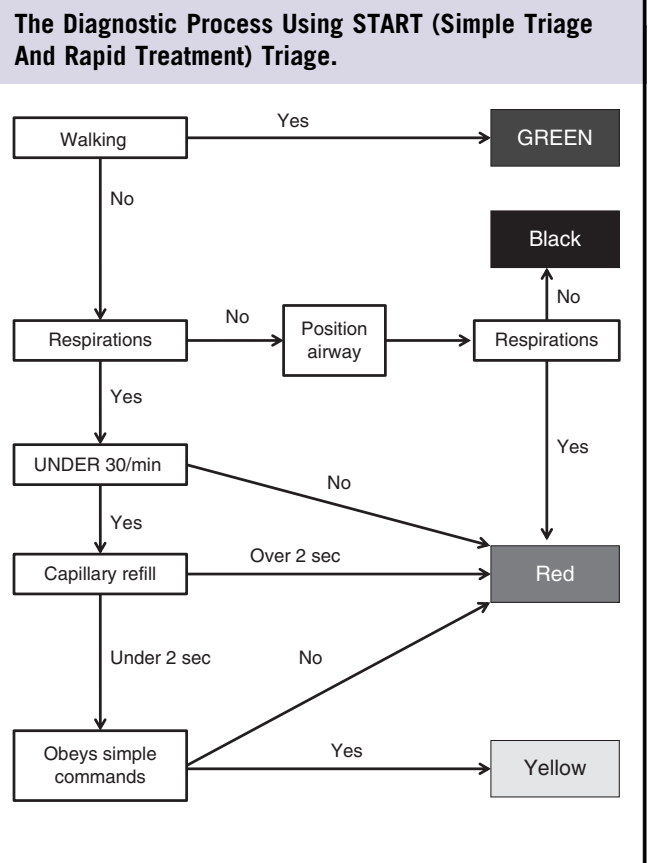 The Diagnostic Process Using START (Simple Triage
And Rapid Treatment) Triage.
Walking
Yes
GREEN
No
Black
No
Respirations
No
Position
airway
Respirations
Yes
Yes
UNDER 30/min
No
Yes
Capillary refill
Over 2 sec
Red
Under 2 sec
No
Obeys simple
commands
Yes
Yellow